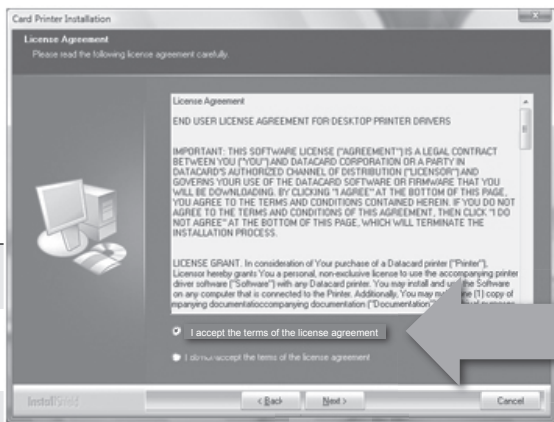 Card Printer Installation
License Agreement
Please read the following license agreement carefully.
License Agreement
END USER LICENSE AGREEMENT FOR DESKTOP PRINTER DRIVERS
IMPORTANT: THIS SOFTWARE LICENSE ("AGREEMENT") IS A LEGAL CONTRACT
BETWEEN YOU ("YOU") AND DATACARD CORPORATION OR A PARTY IN
DATACARD'S AUTHORIZED CHANNEL OF DISTRIBUTION ("LICENSOR") AND
GOVERNS YOUR USE OF THE DATACARD SOFTWARE OR FIRMWARE THAT YOU
WILL BE DOWNLOADING. BY CLICKING "I AGREE" AT THE BOTTOM OF THIS PAGE,
YOU AGREE TO THE TERMS AND CONDITIONS CONTAINED HEREIN. IF YOU DO NOT
AGREE TO THE TERMS AND CONDITIONS OF THIS AGREEMENT, THEN CLICK "I DO
NOT AGREE" AT THE BOTTOM OF THIS PAGE, WHICH WILL TERMINATE THE
INSTALLATION PROCESS.
LICENSE GRANT. In consideration of Your purchase of a Datacard printer ("Printer"),
Licensor hereby grants You a personal, non-exclusive license to use the accompanying printer
driver software ("Software") with any Datacard printer. You may install and use the Software
on any computer that is connected to the Printer. Additionally, You may ne (1) copy of
mpanying documentationccompanying documentation ("Documentation")
I accept the terms of the license agreement
I do not accept the terms of the license agreement
InstallShield
< Back
Next >
Cancel